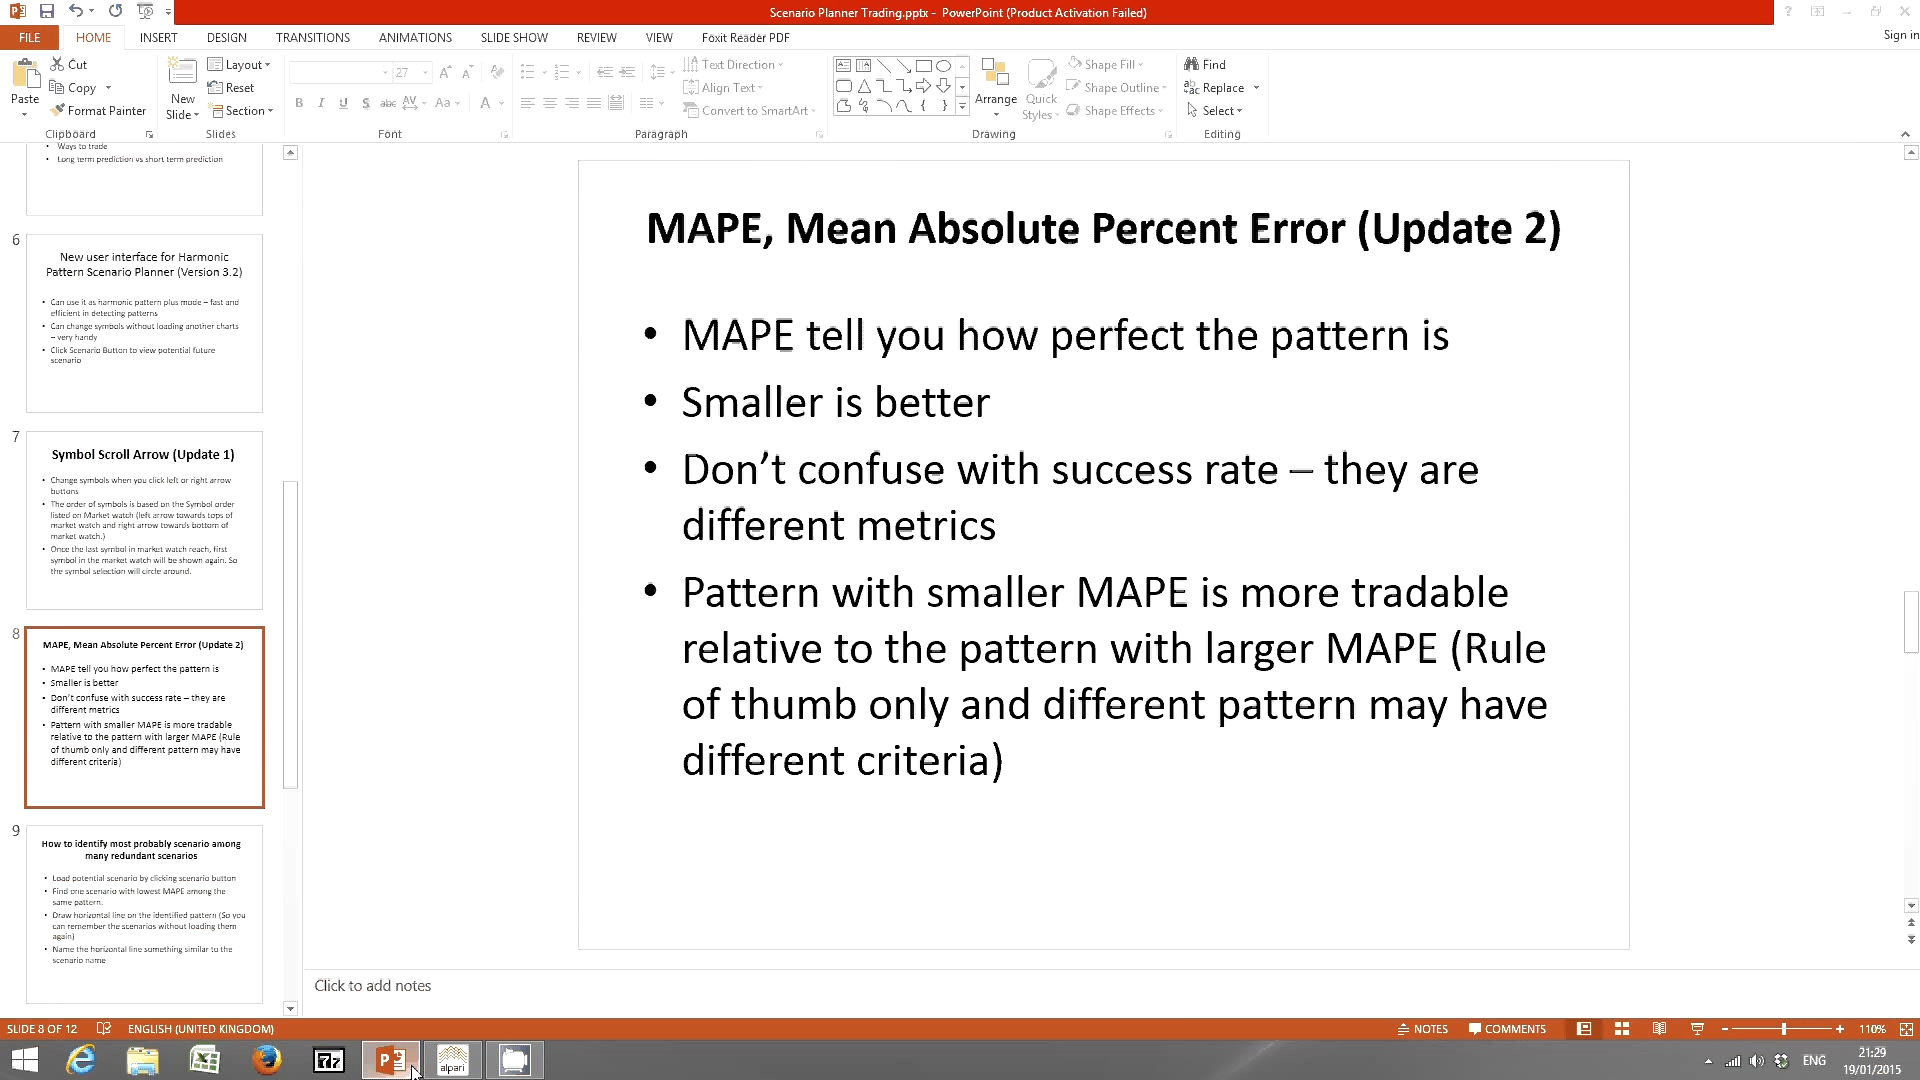 Scenario Planner Trading.pptx - PowerPoint (Product Activation Failed)
FILE HOME INSERT DESIGN TRANSITIONS ANIMATIONS SLIDE SHOW REVIEW VIEW Foxit Reader PDF Sign in
Paste
Cut
Copy
Format Painter
Clipboard
New
Slide
Layout
Reset
Section
Slides
27
B I U S abc AV Aa A
Font
Text Direction
Align Text
Convert to SmartArt
Paragraph
Arrange
Quick
Styles
Shape Fill
Shape Outline
Shape Effects
Drawing
Find
Replace
Select
Editing
• Ways to trade
• Long term prediction vs short term prediction
6
New user interface for Harmonic
Pattern Scenario Planner (Version 3.2)
• Can use it as harmonic pattern plus mode – fast and
efficient in detecting patterns
• Can change symbols without loading another charts
– very handy
• Click Scenario Button to view potential future
scenario
7
Symbol Scroll Arrow (Update 1)
• Change symbols when you click left or right arrow
buttons
• The order of symbols is based on the Symbol order
listed on Market watch (left arrow towards tops of
market watch and right arrow towards bottom of
market watch.)
• Once the last symbol in market watch reach, first
symbol in the market watch will be shown again. So
the symbol selection will circle around.
8
MAPE, Mean Absolute Percent Error (Update 2)
• MAPE tell you how perfect the pattern is
• Smaller is better
• Don't confuse with success rate – they are
different metrics
• Pattern with smaller MAPE is more tradable
relative to the pattern with larger MAPE (Rule
of thumb only and different pattern may have
different criteria)
9
How to identify most probably scenario among
many redundant scenarios
• Load potential scenario by clicking scenario button
• Find one scenario with lowest MAPE among the
same pattern.
• Draw horizontal line on the identified pattern (So you
can remember the scenarios without loading them
again)
• Name the horizontal line something similar to the
scenario name
MAPE, Mean Absolute Percent Error (Update 2)
• MAPE tell you how perfect the pattern is
• Smaller is better
• Don't confuse with success rate – they are
different metrics
• Pattern with smaller MAPE is more tradable
relative to the pattern with larger MAPE (Rule
of thumb only and different pattern may have
different criteria)
Click to add notes
SLIDE 8 OF 12 ENGLISH (UNITED KINGDOM) NOTES COMMENTS 110%
alpari
ENG
21:29
19/01/2015